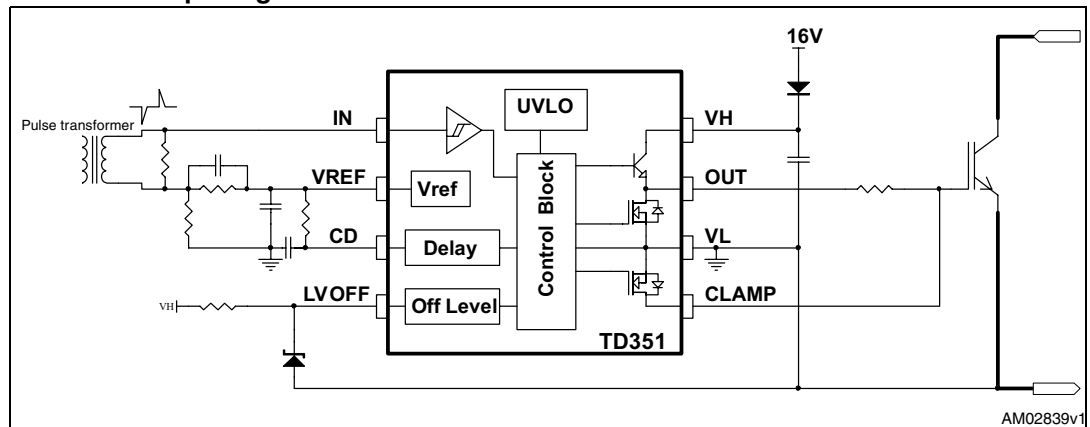 16V
UVLO
IN
VH
Pulse transformer
VREF
Vref
OUT
Control Block
CD
Delay
VL
VH
LVOFF
Off Level
CLAMP
TD351
AM02839v1